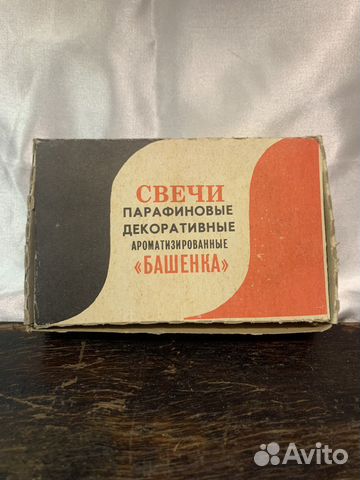 СВЕЧИ
ПАРАФИНОВЫЕ
ДЕКОРАТИВНЫЕ
АРОМАТИЗИРОВАННЫЕ
«БАШЕНКА»
Avito